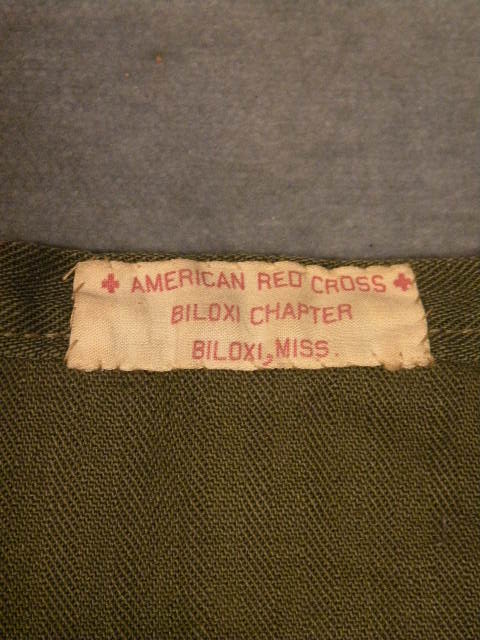 AMERICAN RED CROSS
BILOXI CHAPTER
BILOXI, MISS.